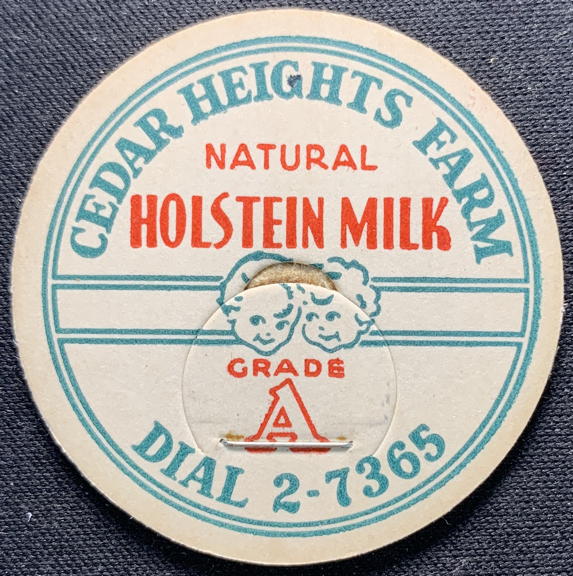 CEDAR HEIGHTS FARM
NATURAL
HOLSTEIN MILK
GRADE
A
DIAL 2-7365